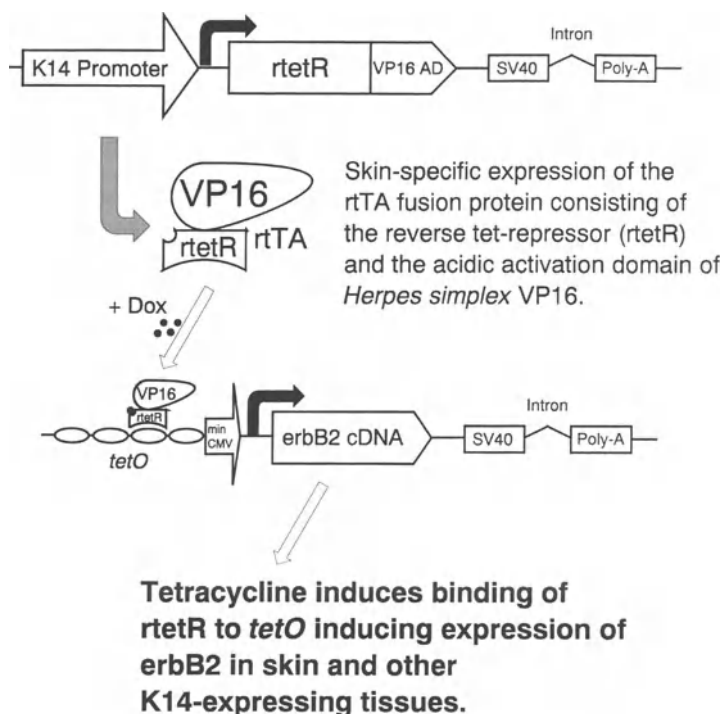 Intron
K14 Promoter
rtetR
VP16 AD
SV40
Poly-A
VP16
rtetR
rtTA
Skin-specific expression of the
rtTA fusion protein consisting of
the reverse tet-repressor (rtetR)
and the acidic activation domain of
Herpes simplex VP16.
+ Dox
VP16
rtetR
tetO
min
CMV
erbB2 cDNA
SV40
Intron
Poly-A
Tetracycline induces binding of
rtetR to tetO inducing expression of
erbB2 in skin and other
K14-expressing tissues.